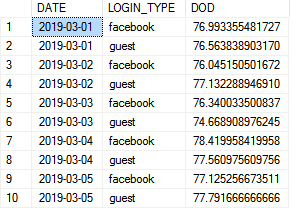 DATE LOGIN_TYPE DOD
1 2019-03-01 facebook 76.993355481727
2 2019-03-01 guest 76.563838903170
3 2019-03-02 facebook 76.045150501672
4 2019-03-02 guest 77.132288946910
5 2019-03-03 facebook 76.340033500837
6 2019-03-03 guest 74.668908976245
7 2019-03-04 facebook 78.419958419958
8 2019-03-04 guest 77.560975609756
9 2019-03-05 facebook 77.125256673511
10 2019-03-05 guest 77.791666666666